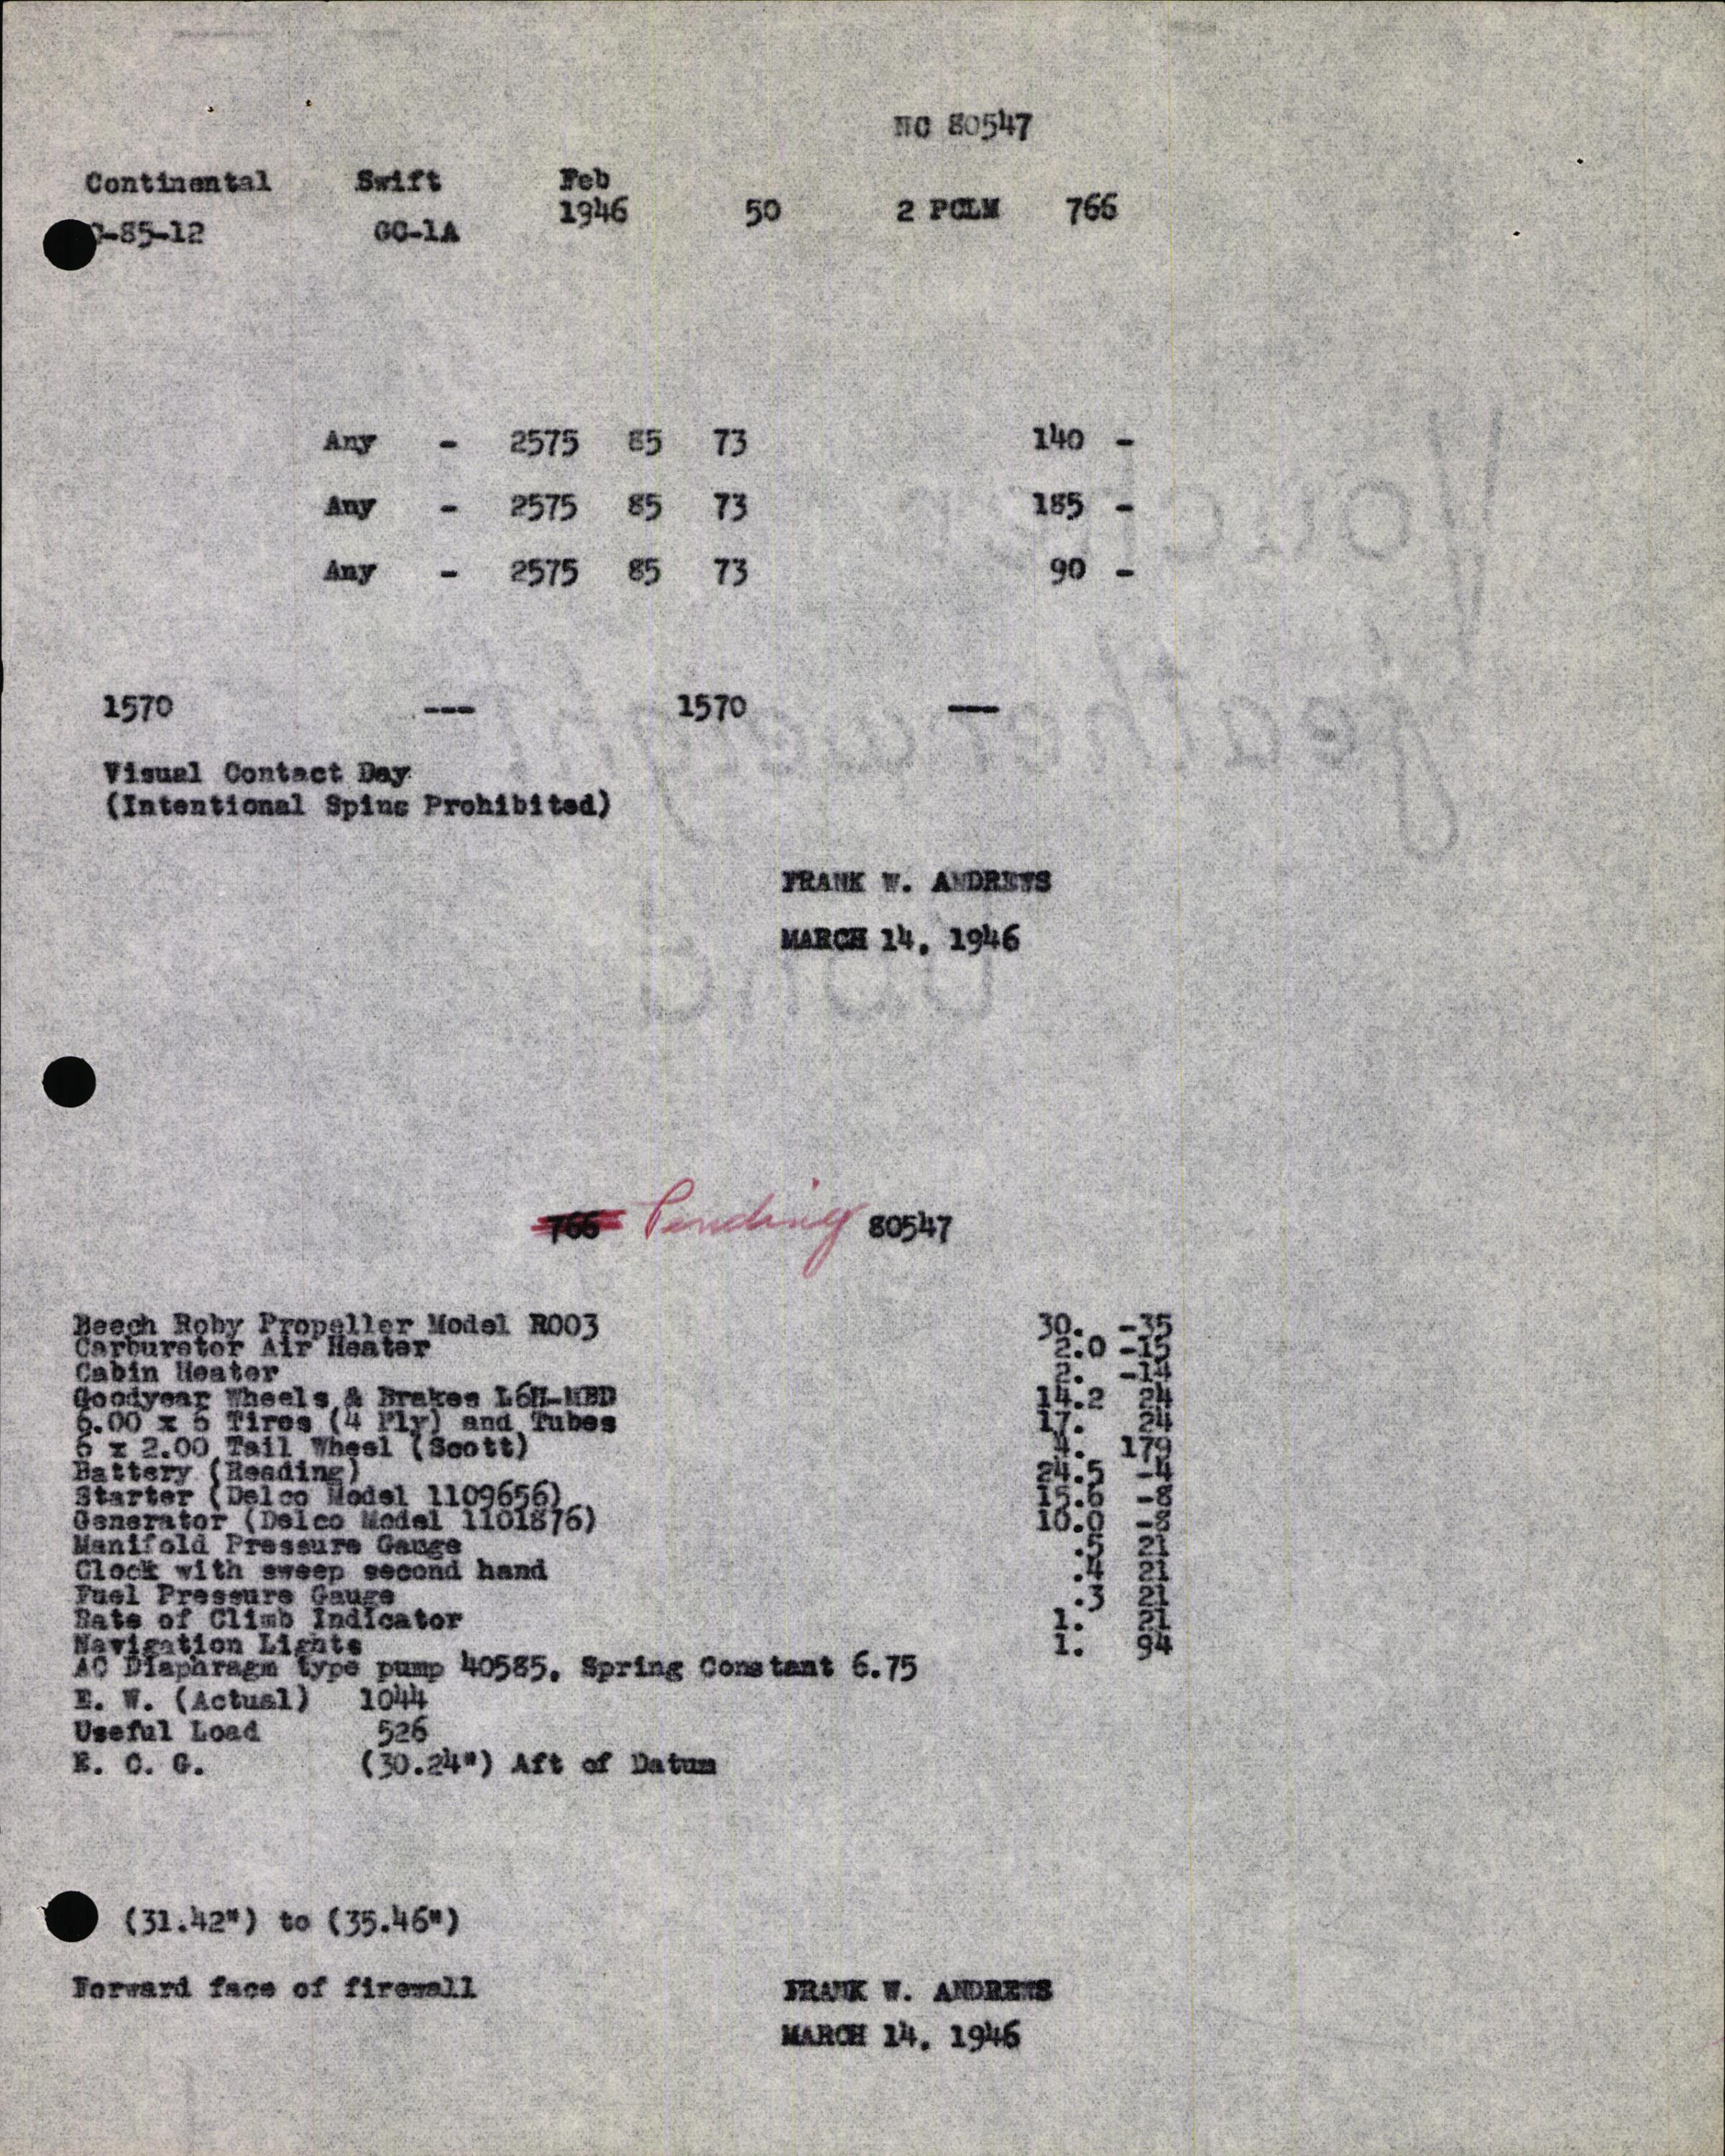 NC 80547
Continental Swift Feb
1946 50 2 PCLM 766
C-85-12 GC-1A
Any - 2575 85 73 140 -
Any - 2575 85 73 185 -
Any - 2575 85 73 90 -
1570 --- 1570 ---
Visual Contact Day
(Intentional Spins Prohibited)
FRANK W. ANDREWS
MARCH 14, 1946
766 Pending 80547
Beech Roby Propeller Model R003 30. -35
Carburetor Air Heater 2.0 -15
Cabin Heater 2. -14
Goodyear Wheels & Brakes L6H-MBD 14.2 24
6.00 x 6 Tires (4 Ply) and Tubes 17. 24
6 x 2.00 Tail Wheel (Scott) 4. 179
Battery (Reading) 24.5 -4
Starter (Delco Model 1109656) 15.6 -8
Generator (Delco Model 1101876) 10.0 -8
Manifold Pressure Gauge .5 21
Clock with sweep second hand .4 21
Fuel Pressure Gauge .3 21
Rate of Climb Indicator 1. 21
Navigation Lights 1. 94
AC Diaphragm type pump 40585, Spring Constant 6.75
E. W. (Actual) 1044
Useful Load 526
E. C. G. (30.24") Aft of Datum
(31.42") to (35.46")
Forward face of firewall
FRANK W. ANDREWS
MARCH 14, 1946